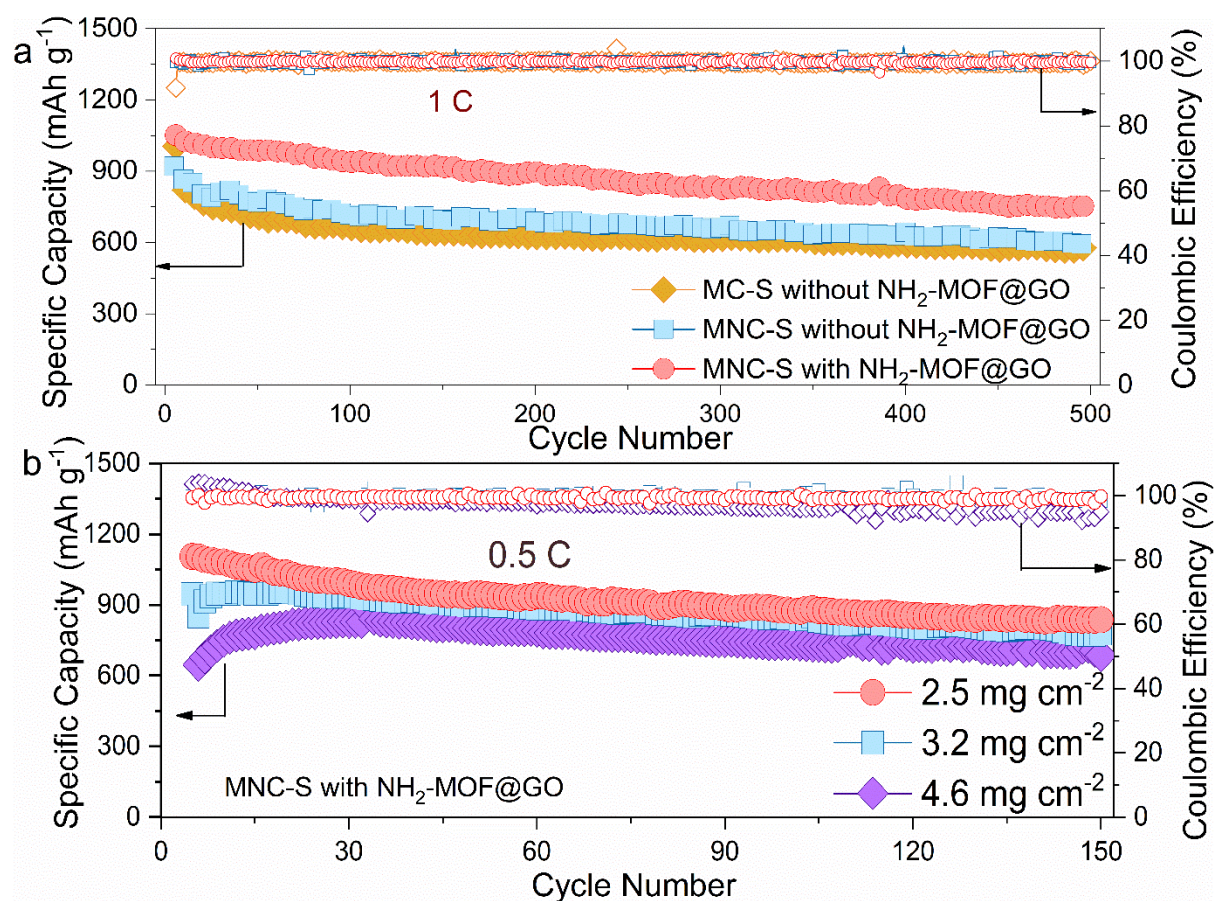 a
1500
1200
900
600
300
0
Specific Capacity (mAh g⁻¹)
1 C
MC-S without NH₂-MOF@GO
MNC-S without NH₂-MOF@GO
MNC-S with NH₂-MOF@GO
100
80
60
40
20
0
Coulombic Efficiency (%)
0 100 200 300 400 500
Cycle Number
b
1500
1200
900
600
300
0
Specific Capacity (mAh g⁻¹)
0.5 C
2.5 mg cm⁻²
3.2 mg cm⁻²
4.6 mg cm⁻²
MNC-S with NH₂-MOF@GO
100
80
60
40
20
0
Coulombic Efficiency (%)
0 30 60 90 120 150
Cycle Number